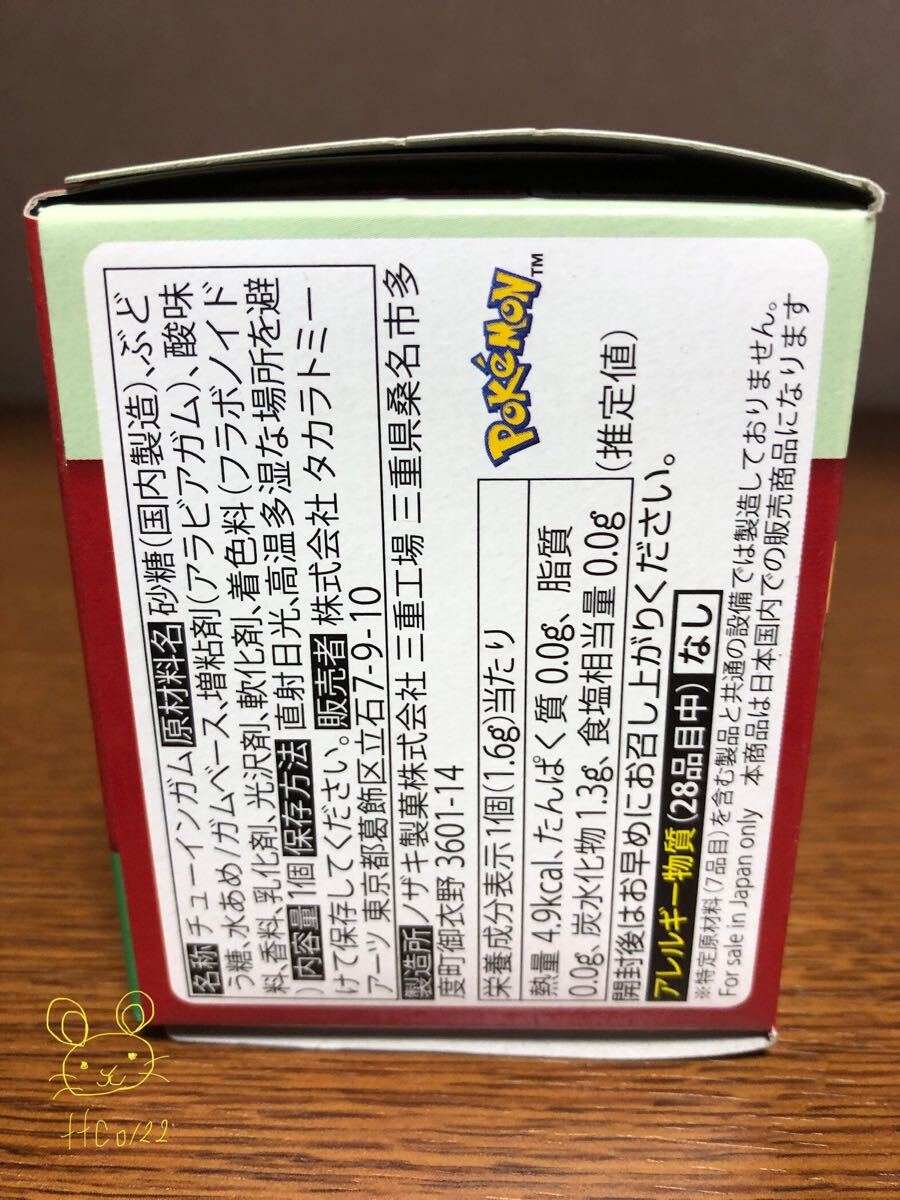 名称 チューインガム 原材料名 砂糖(国内製造)、ぶど
う糖、水あめ/ガムベース、増粘剤(アラビアガム)、酸味
料、香料、乳化剤、光沢剤、軟化剤、着色料(フラボノイド
) 内容量 1個 保存方法 直射日光、高温多湿な場所を避
けて保存してください。 販売者 株式会社 タカラトミー
アーツ 東京都葛飾区立石7-9-10
製造所 ノザキ製菓株式会社 三重工場 三重県桑名市多
度町御衣野 3601-14
栄養成分表示1個(1.6g)当たり
熱量 4.9kcal、たんぱく質 0.0g、脂質
0.0g、炭水化物 1.3g、食塩相当量 0.0g
(推定値)
POKéMON™
開封後はお早めにお召し上がりください。
アレルギー物質(28品目中) なし
※特定原材料(7品目)を含む製品と共通の設備では製造しておりません。
For sale in Japan only 本商品は日本国内での販売商品になります
HCO122